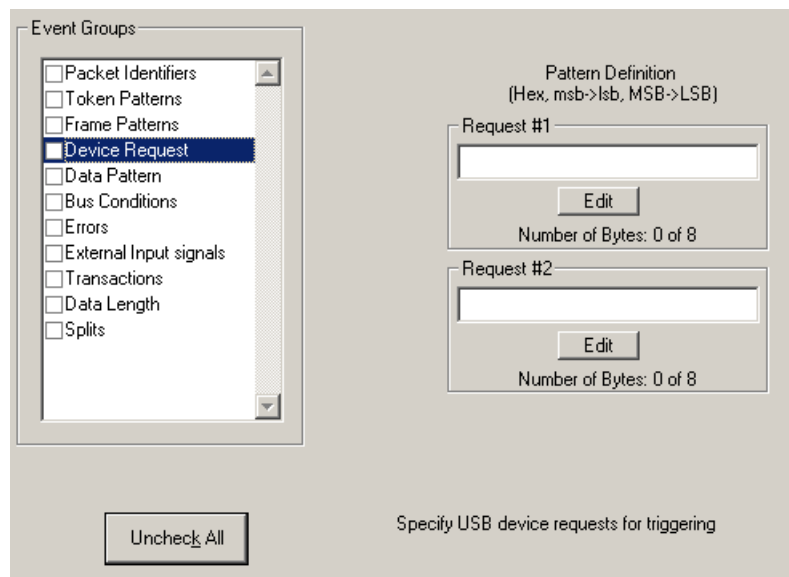 Event Groups
Packet Identifiers
Token Patterns
Frame Patterns
Device Request
Data Pattern
Bus Conditions
Errors
External Input signals
Transactions
Data Length
Splits
Uncheck All
Pattern Definition
(Hex, msb->lsb, MSB->LSB)
Request #1
Edit
Number of Bytes: 0 of 8
Request #2
Edit
Number of Bytes: 0 of 8
Specify USB device requests for triggering